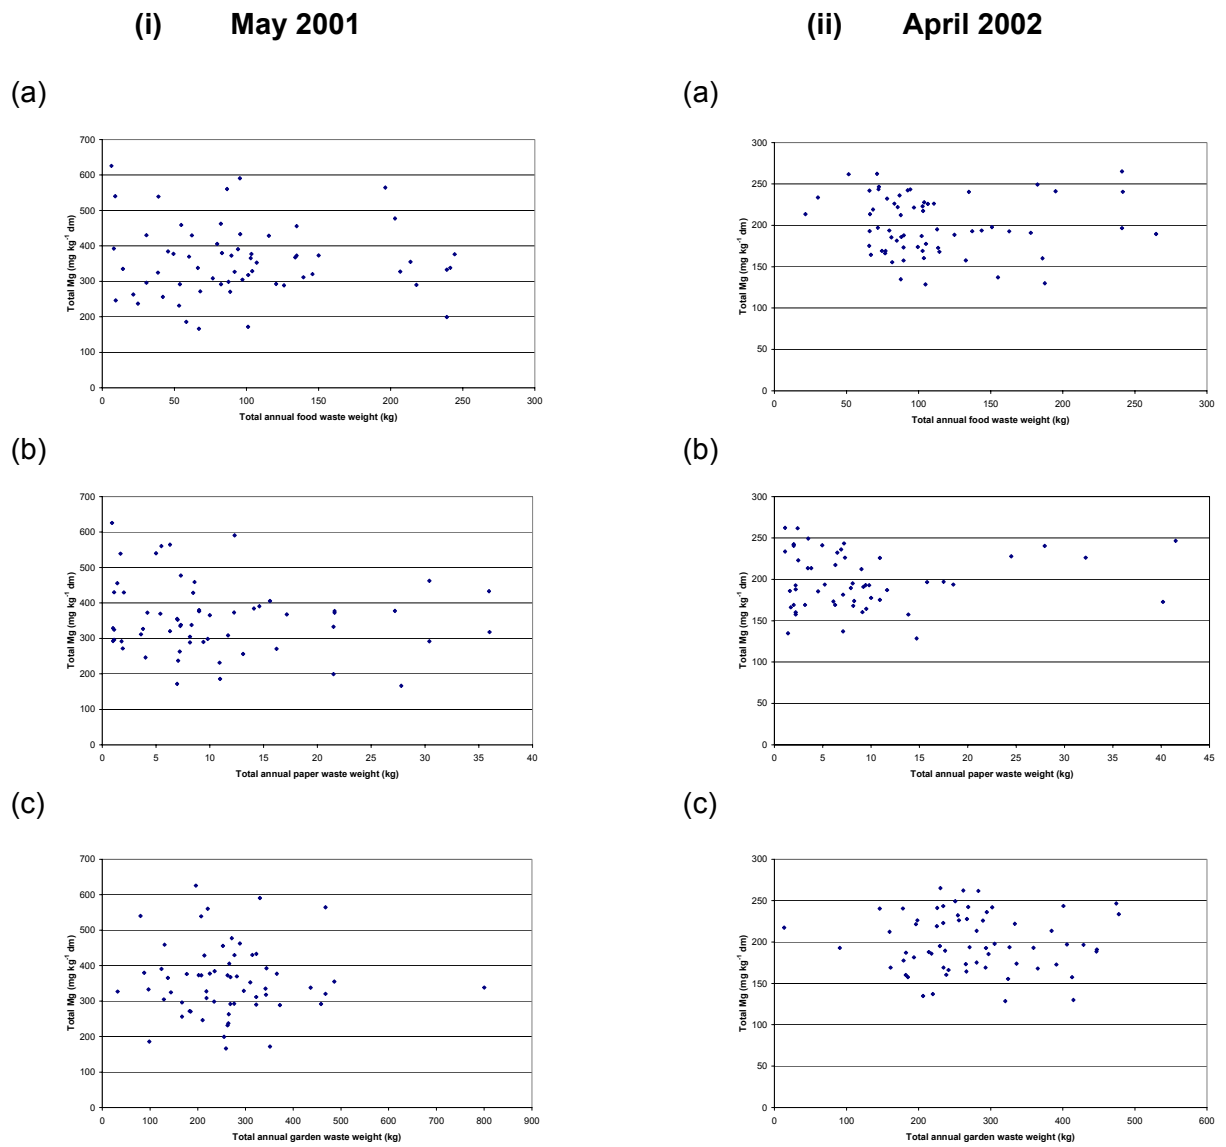 (i) May 2001
(ii) April 2002
(a)
700
600
500
400
300
200
100
0
Total Mg (mg kg-1 dm)
0 50 100 150 200 250 300
Total annual food waste weight (kg)
(a)
300
250
200
150
100
50
0
Total Mg (mg kg-1 dm)
0 50 100 150 200 250 300
Total annual food waste weight (kg)
(b)
700
600
500
400
300
200
100
0
Total Mg (mg kg-1 dm)
0 5 10 15 20 25 30 35 40
Total annual paper waste weight (kg)
(b)
300
250
200
150
100
50
0
Total Mg (mg kg-1 dm)
0 5 10 15 20 25 30 35 40 45
Total annual paper waste weight (kg)
(c)
700
600
500
400
300
200
100
0
Total Mg (mg kg-1 dm)
0 100 200 300 400 500 600 700 800 900
Total annual garden waste weight (kg)
(c)
300
250
200
150
100
50
0
Total Mg (mg kg-1 dm)
0 100 200 300 400 500 600
Total annual garden waste weight (kg)